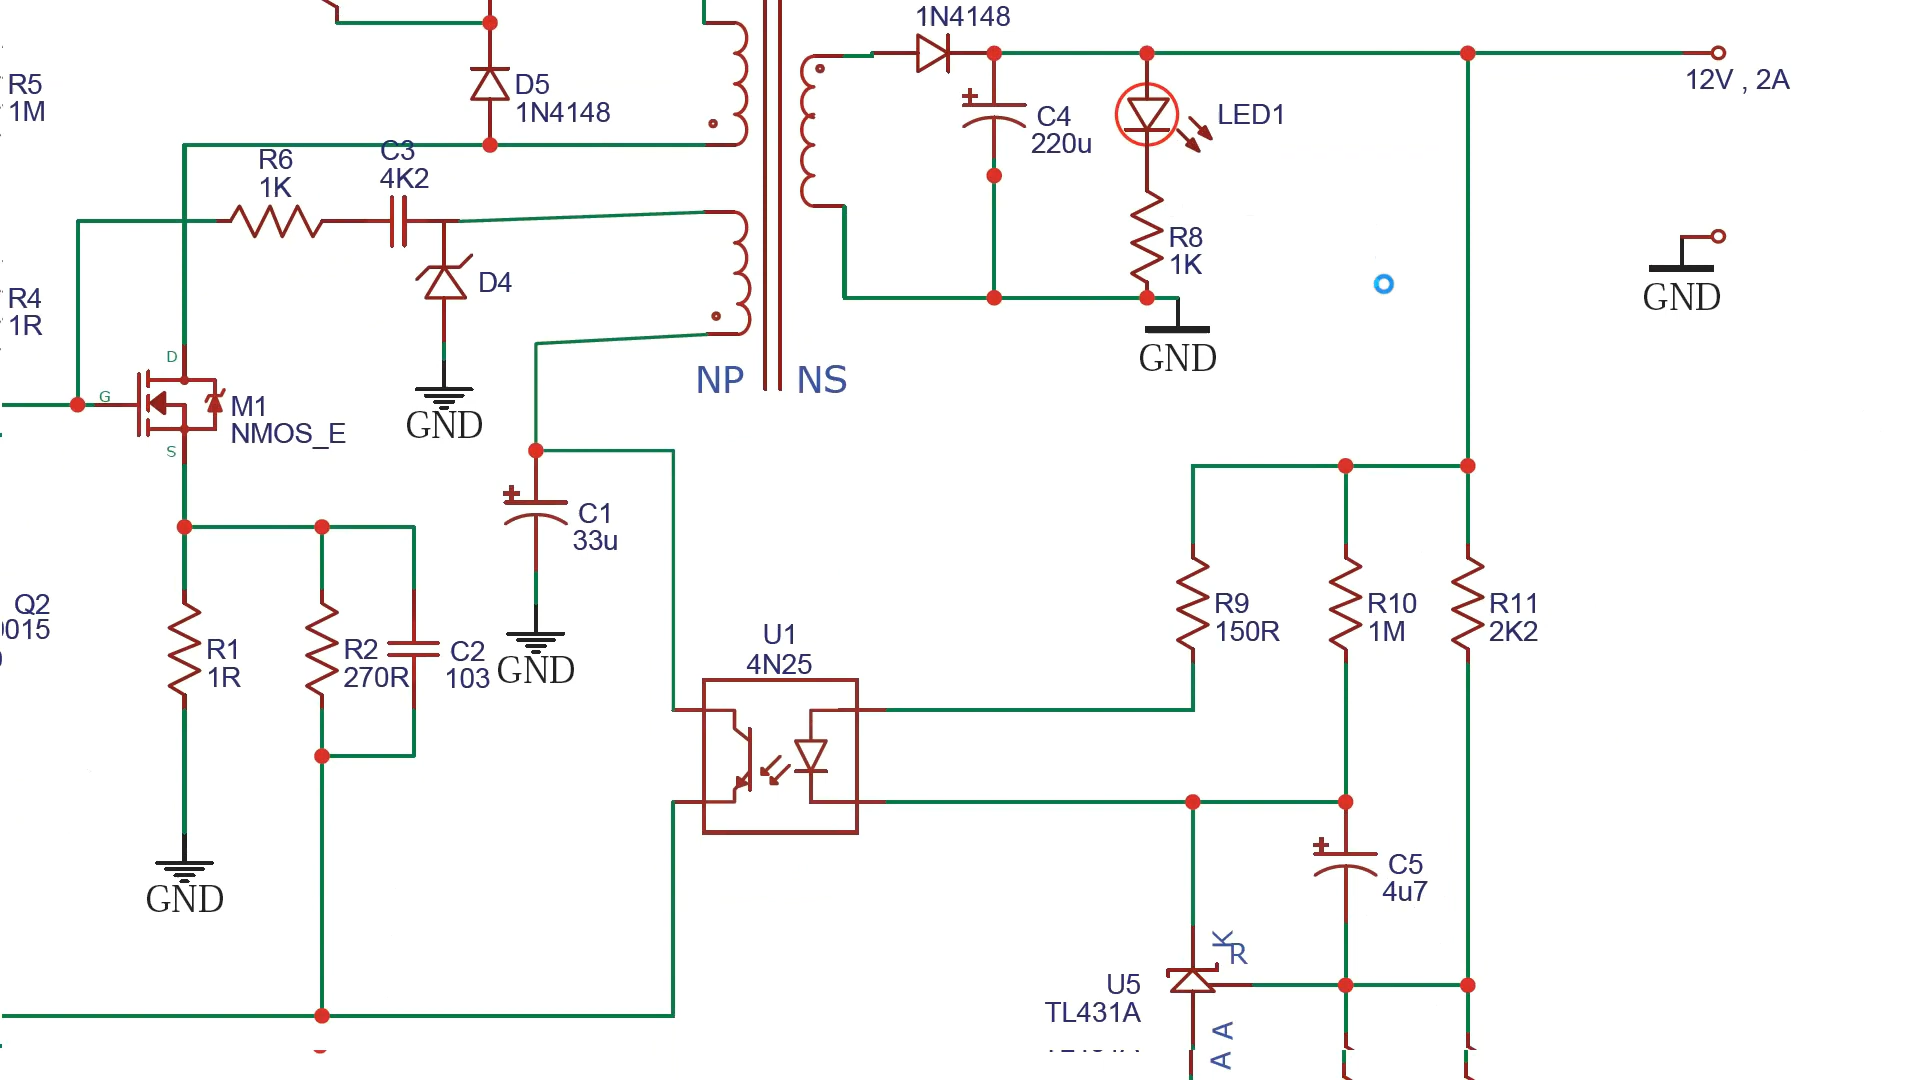 1N4148
12V , 2A
R5
1M
D5
1N4148
C4
220u
LED1
R6
1K
C3
4K2
R8
1K
D4
R4
1R
GND
GND
D
G
S
M1
NMOS_E
NP
NS
GND
C1
33u
Q2
R1
1R
R2
270R
C2
103
GND
U1
4N25
R9
150R
R10
1M
R11
2K2
C5
4u7
GND
K
R
U5
TL431A
A
A